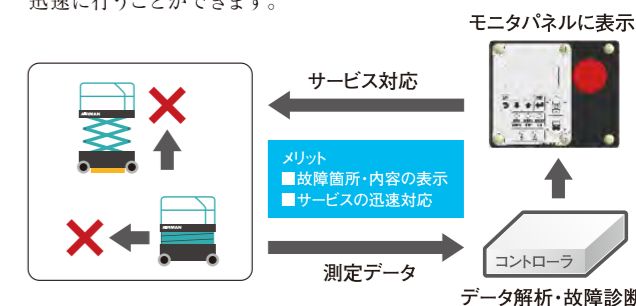 迅速に行うことができます。
モニタパネルに表示
サービス対応
AIRMAN
メリット
■故障箇所・内容の表示
■サービスの迅速対応
AIRMAN
測定データ
コントローラ
データ解析・故障診断